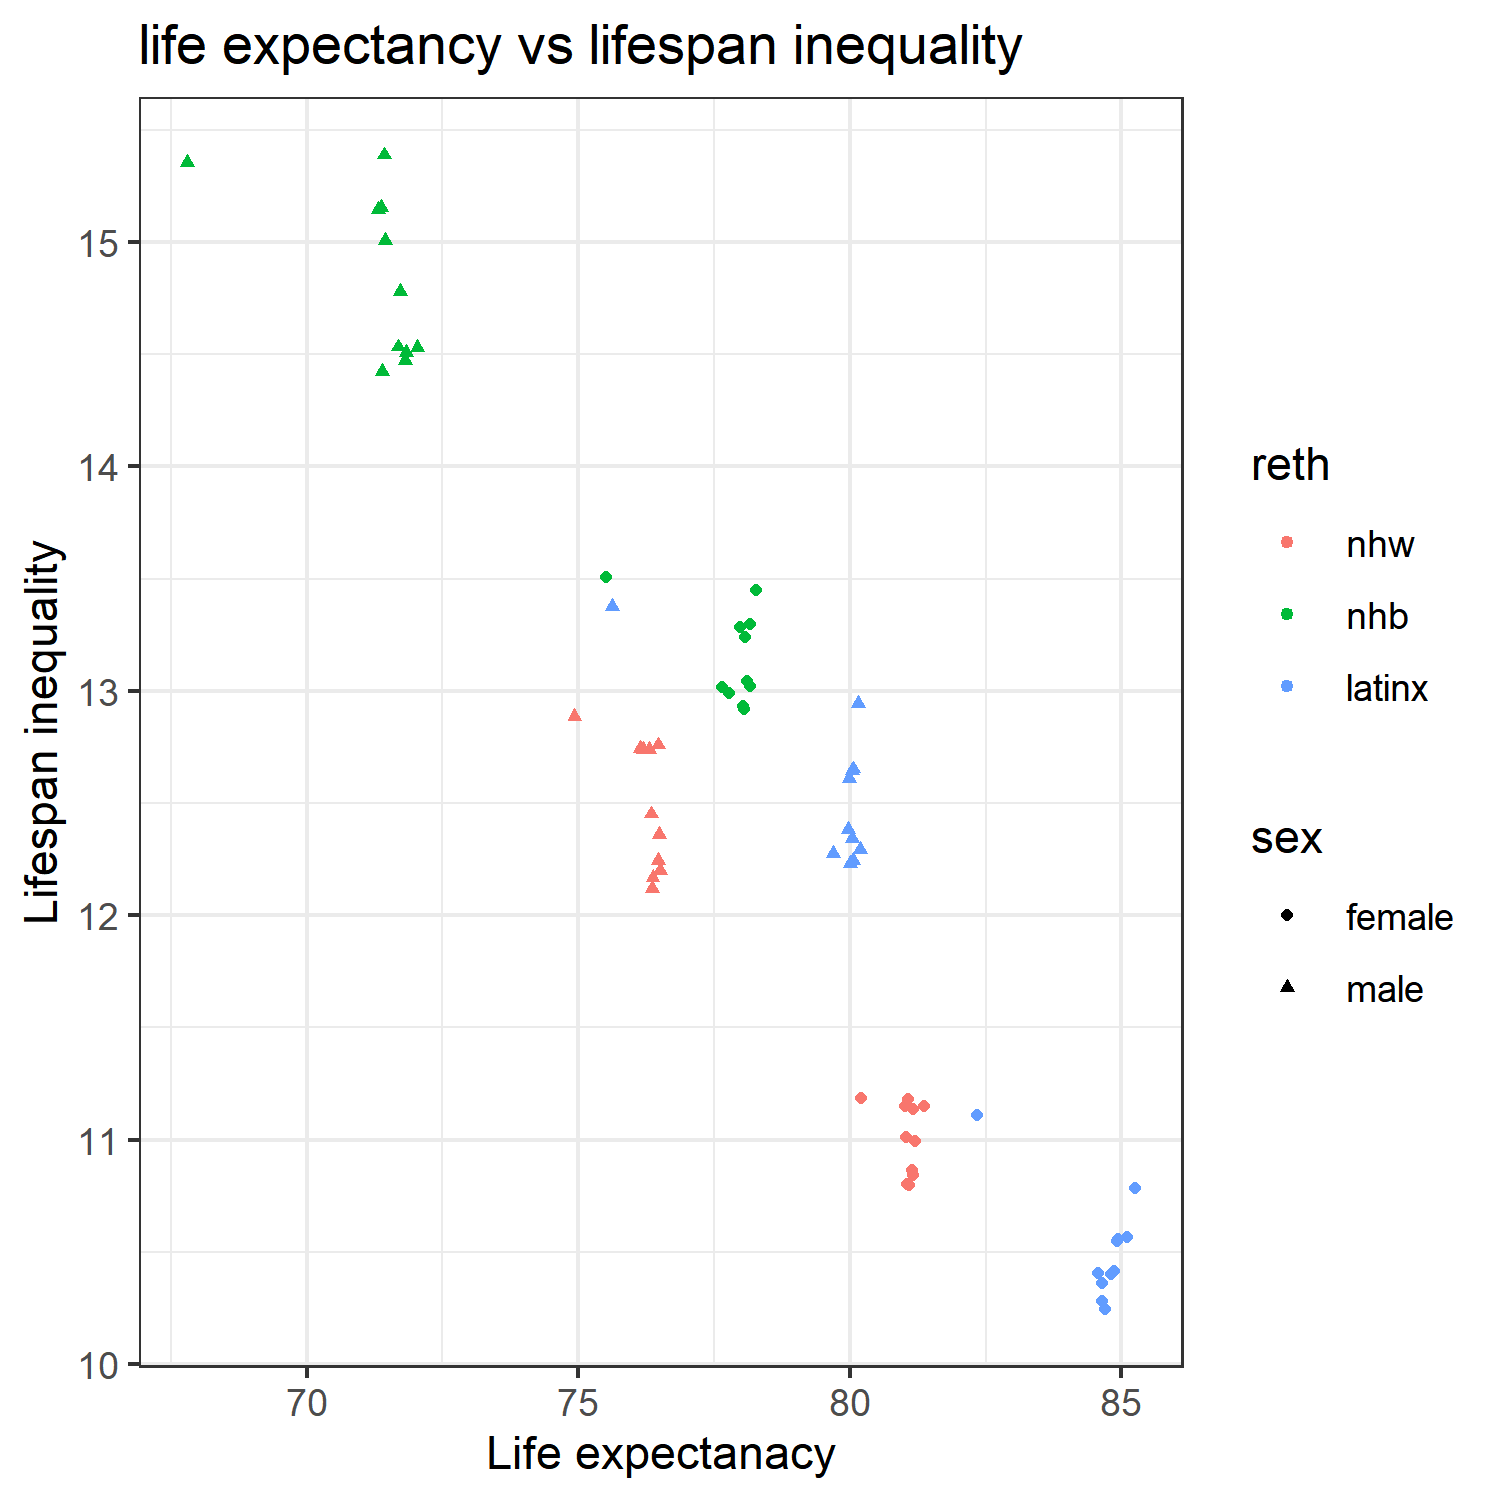 life expectancy vs lifespan inequality
Lifespan inequality
15
14
13
12
11
10
70 75 80 85
Life expectanacy
reth
nhw
nhb
latinx
sex
female
male